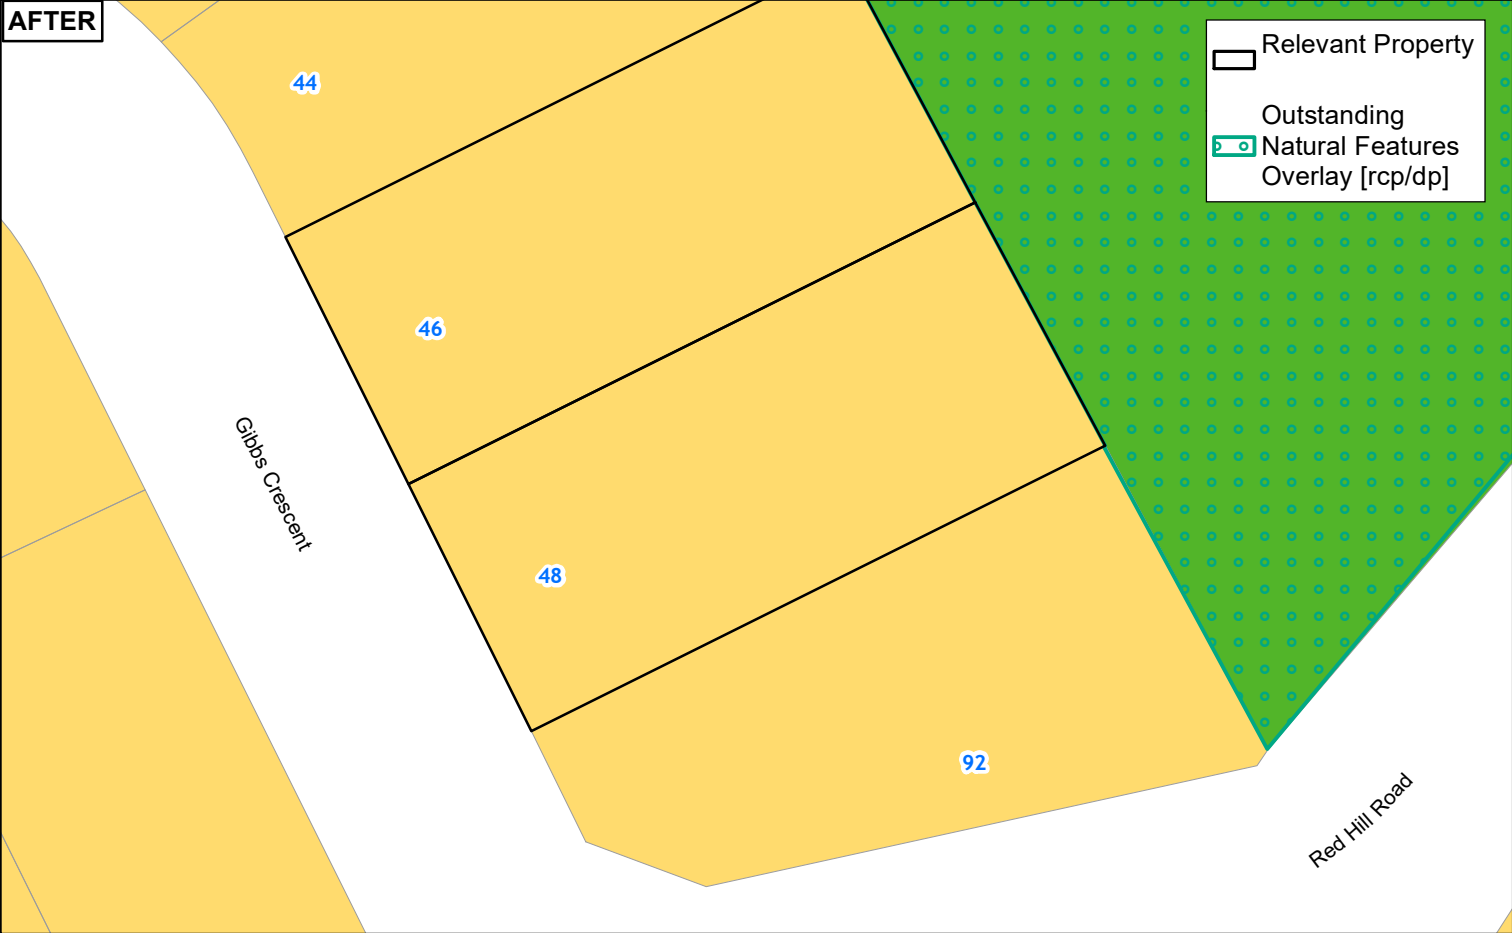 AFTER
Relevant Property
Outstanding
Natural Features
Overlay [rcp/dp]
44
46
Gibbs Crescent
48
92
Red Hill Road